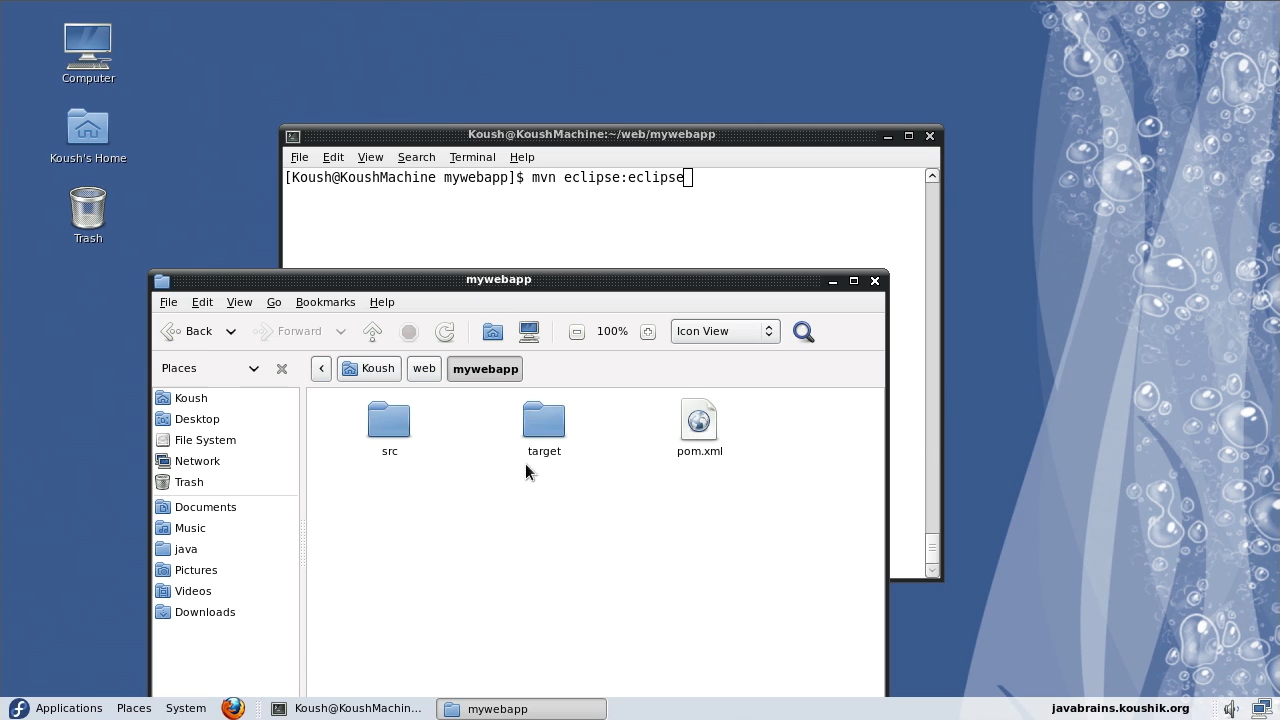 Computer
Koush's Home
Trash
Koush@KoushMachine:~/web/mywebapp
File Edit View Search Terminal Help
[Koush@KoushMachine mywebapp]$ mvn eclipse:eclipse
mywebapp
File Edit View Go Bookmarks Help
Back Forward 100% Icon View
Places Koush web mywebapp
Koush
Desktop
File System
Network
Trash
Documents
Music
java
Pictures
Videos
Downloads
src target pom.xml
Applications Places System Koush@KoushMachin... mywebapp javabrains.koushik.org